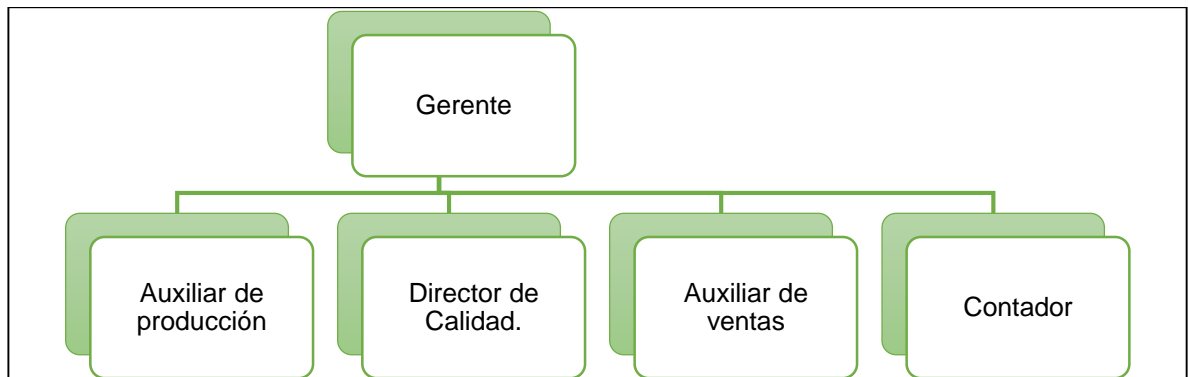 Gerente
Auxiliar de
producción
Director de
Calidad.
Auxiliar de
ventas
Contador